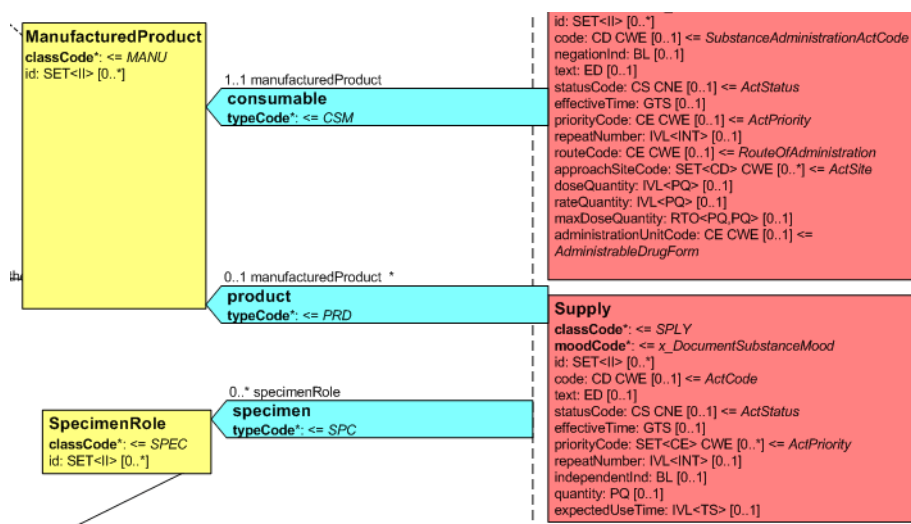 ManufacturedProduct
classCode*: <= MANU
id: SET<II> [0..*]
1..1 manufacturedProduct
consumable
typeCode*: <= CSM
id: SET<II> [0..*]
code: CD CWE [0..1] <= SubstanceAdministrationActCode
negationInd: BL [0..1]
text: ED [0..1]
statusCode: CS CNE [0..1] <= ActStatus
effectiveTime: GTS [0..1]
priorityCode: CE CWE [0..1] <= ActPriority
repeatNumber: IVL<INT> [0..1]
routeCode: CE CWE [0..1] <= RouteOfAdministration
approachSiteCode: SET<CD> CWE [0..*] <= ActSite
doseQuantity: IVL<PQ> [0..1]
rateQuantity: IVL<PQ> [0..1]
maxDoseQuantity: RTO<PQ,PQ> [0..1]
administrationUnitCode: CE CWE [0..1] <=
AdministrableDrugForm
0..1 manufacturedProduct *
product
typeCode*: <= PRD
Supply
classCode*: <= SPLY
moodCode*: <= x_DocumentSubstanceMood
id: SET<II> [0..*]
code: CD CWE [0..1] <= ActCode
text: ED [0..1]
statusCode: CS CNE [0..1] <= ActStatus
effectiveTime: GTS [0..1]
priorityCode: SET<CE> CWE [0..*] <= ActPriority
repeatNumber: IVL<INT> [0..1]
independentInd: BL [0..1]
quantity: PQ [0..1]
expectedUseTime: IVL<TS> [0..1]
0..* specimenRole
specimen
typeCode*: <= SPC
SpecimenRole
classCode*: <= SPEC
id: SET<II> [0..*]